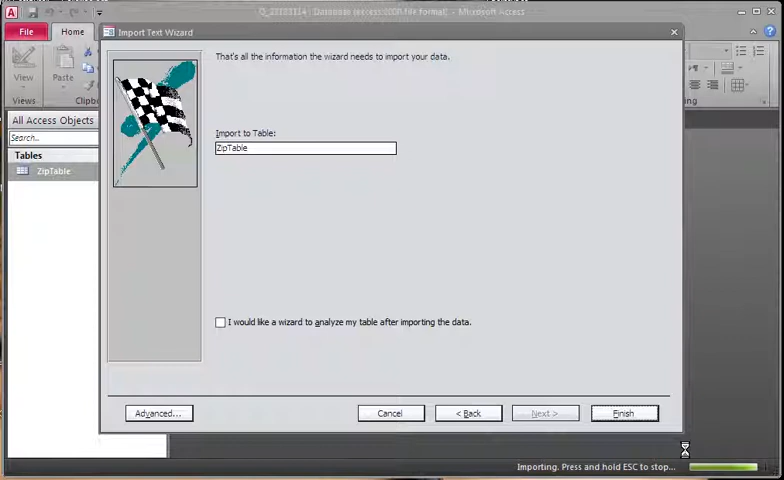 Microsoft Access
File
Home
Import Text Wizard
View
Paste
Views
Clipb
All Access Objects
Search...
Tables
ZipTable
That's all the information the wizard needs to import your data.
Import to Table:
ZipTable
I would like a wizard to analyze my table after importing the data.
Advanced...
Cancel
< Back
Next >
Finish
Importing. Press and hold ESC to stop...